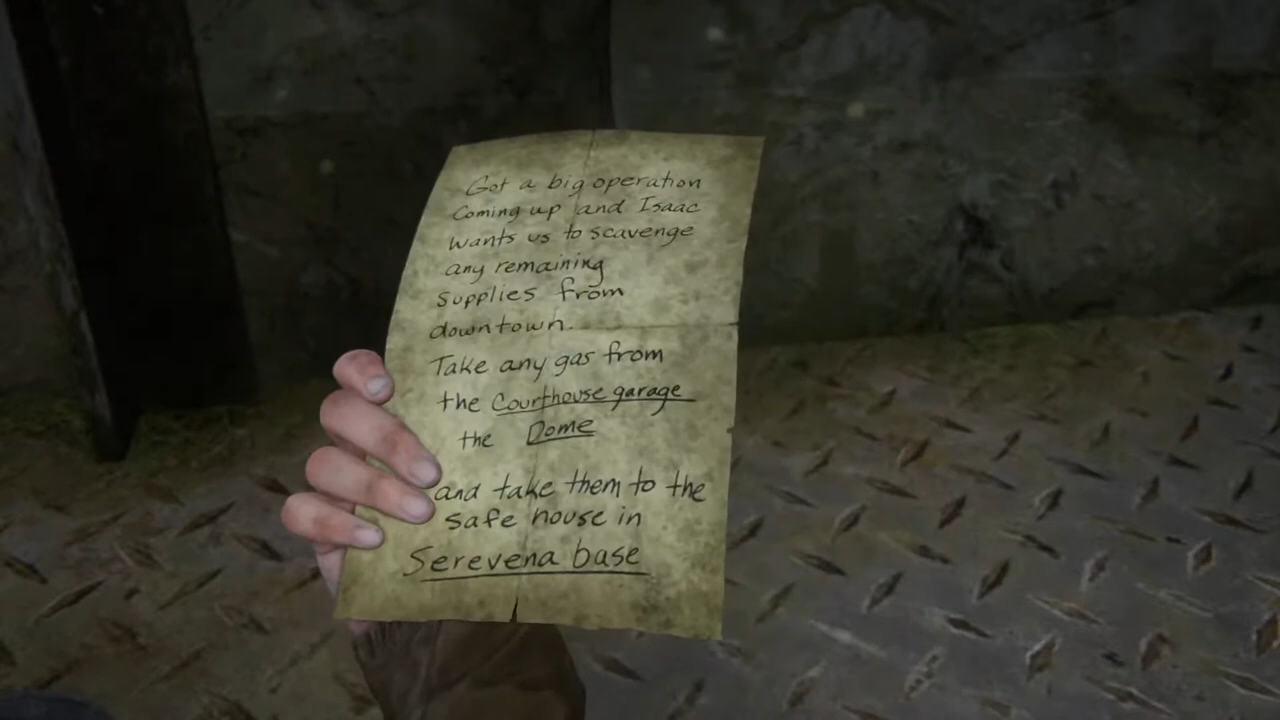 Got a big operation
Coming up and Isaac
wants us to scavenge
any remaining
supplies from
downtown.
Take any gas from
the Courthouse garage
the Dome
and take them to the
safe house in
Serevena base